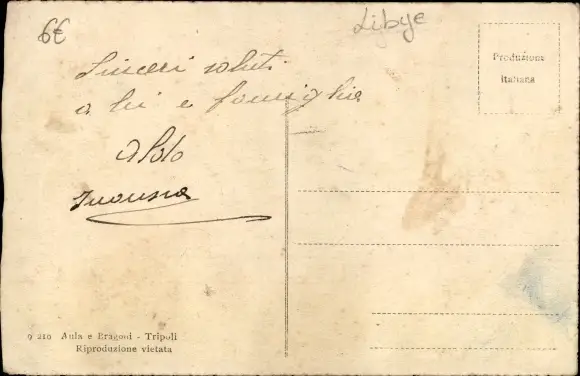 6€
Libye
Produzione
italiana
Sinceri saluti
a lei e famiglia
Aldo
9 210 Aula e Bragoni - Tripoli
Riproduzione vietata